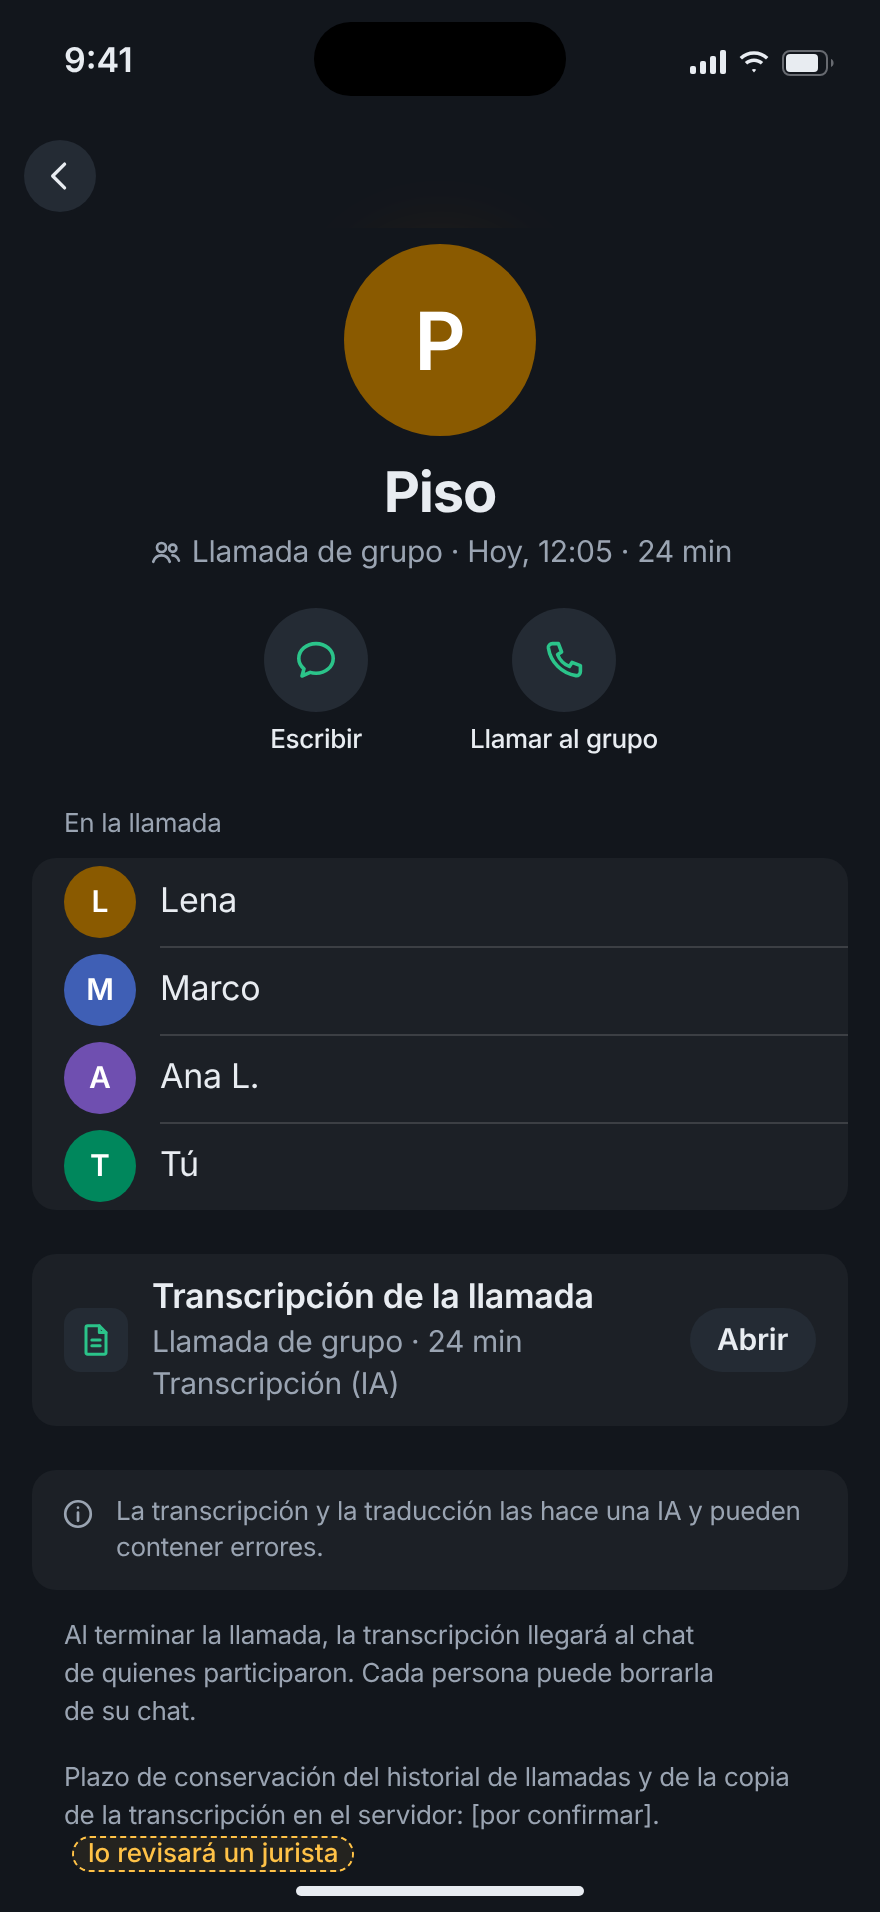 9:41
P
Piso
Llamada de grupo · Hoy, 12:05 · 24 min
Escribir
Llamar al grupo
En la llamada
L
Lena
M
Marco
A
Ana L.
T
Tú
Transcripción de la llamada
Llamada de grupo · 24 min
Transcripción (IA)
Abrir
La transcripción y la traducción las hace una IA y pueden
contener errores.
Al terminar la llamada, la transcripción llegará al chat
de quienes participaron. Cada persona puede borrarla
de su chat.
Plazo de conservación del historial de llamadas y de la copia
de la transcripción en el servidor: [por confirmar].
lo revisará un jurista